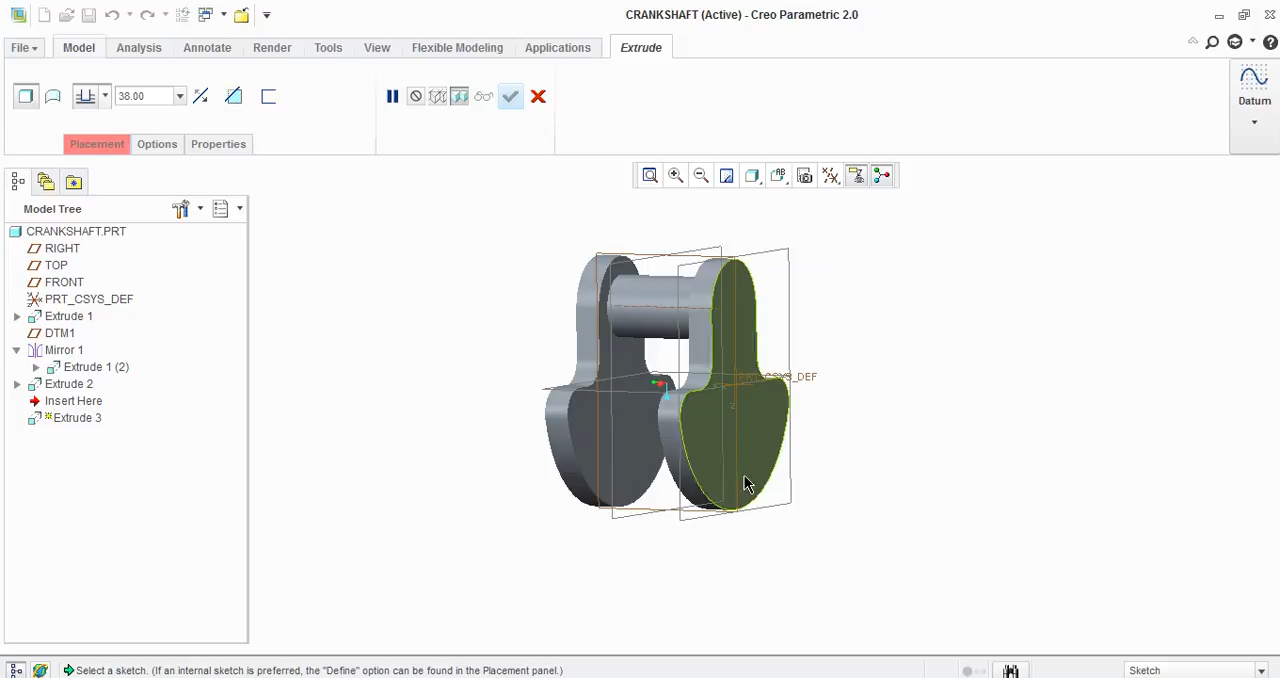 CRANKSHAFT (Active) - Creo Parametric 2.0
File
Model
Analysis
Annotate
Render
Tools
View
Flexible Modeling
Applications
Extrude
38.00
Datum
Placement
Options
Properties
Model Tree
CRANKSHAFT.PRT
RIGHT
TOP
FRONT
PRT_CSYS_DEF
Extrude 1
DTM1
Mirror 1
Extrude 1 (2)
Extrude 2
Insert Here
Extrude 3
PRT_CSYS_DEF
Select a sketch. (If an internal sketch is preferred, the "Define" option can be found in the Placement panel.)
Sketch